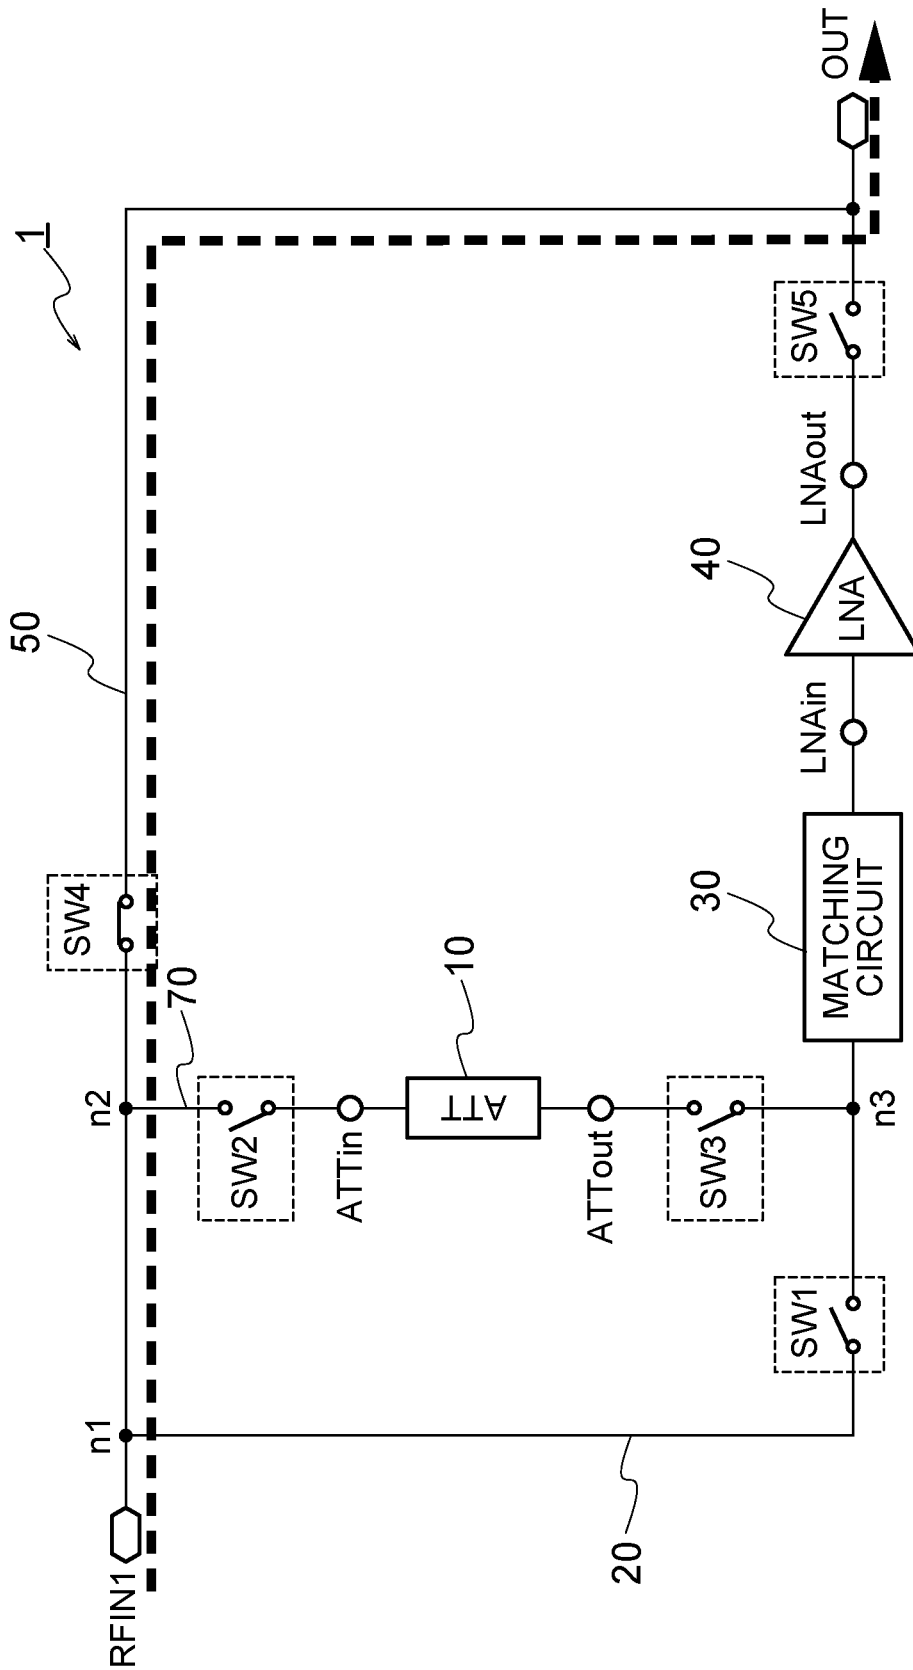 1
50
SW4
70
n2
n1
RFIN1
SW2
ATTin
ATT
10
ATTout
SW3
n3
SW1
20
MATCHING
CIRCUIT
30
LNAin
LNA
40
LNAout
SW5
OUT